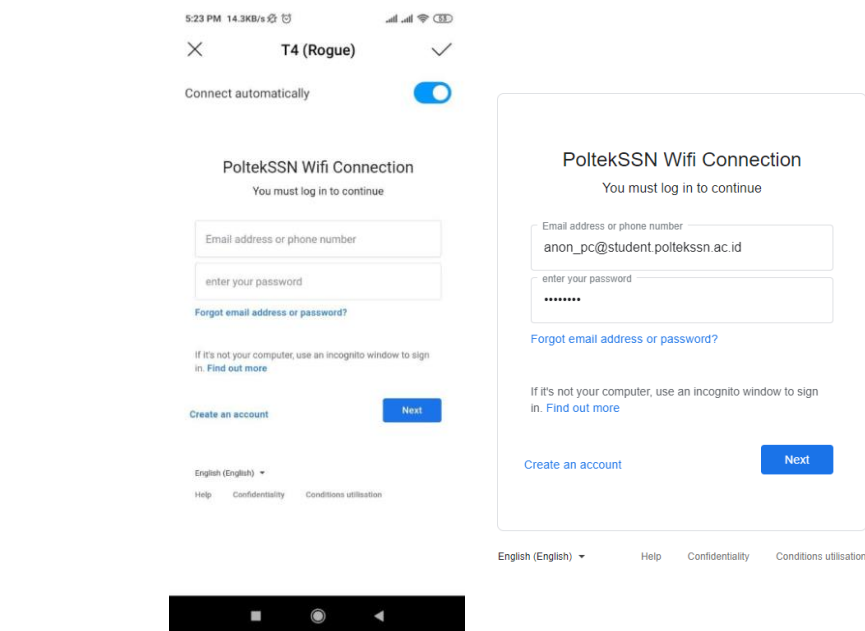 5:23 PM 14.3KB/s
53
T4 (Rogue)
Connect automatically
PoltekSSN Wifi Connection
You must log in to continue
Email address or phone number
enter your password
Forgot email address or password?
If it's not your computer, use an incognito window to sign
in. Find out more
Create an account
Next
English (English)
Help Confidentiality Conditions utilisation
PoltekSSN Wifi Connection
You must log in to continue
Email address or phone number
anon_pc@student.poltekssn.ac.id
enter your password
••••••••
Forgot email address or password?
If it's not your computer, use an incognito window to sign
in. Find out more
Create an account
Next
English (English) Help Confidentiality Conditions utilisation